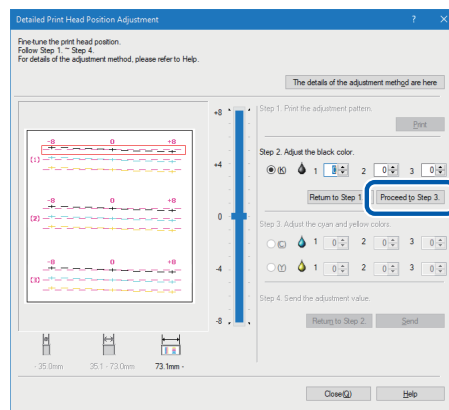 Detailed Print Head Position Adjustment ? ×
Fine-tune the print head position.
Follow Step 1. ~ Step 4.
For details of the adjustment method, please refer to Help.
The details of the adjustment method are here
Step 1. Print the adjustment pattern.
Print
Step 2. Adjust the black color.
(K) 1 0 2 0 3 0
Return to Step 1 Proceed to Step 3.
Step 3. Adjust the cyan and yellow colors.
(C) 1 0 2 0 3 0
(Y) 1 0 2 0 3 0
Step 4. Send the adjustment value.
Return to Step 2. Send
-8 0 +8
(1)
-8 0 +8
(2)
-8 0 +8
(3)
+8
+4
0
-4
-8
- 35.0mm 35.1 - 73.0mm 73.1mm -
Close(Q) Help